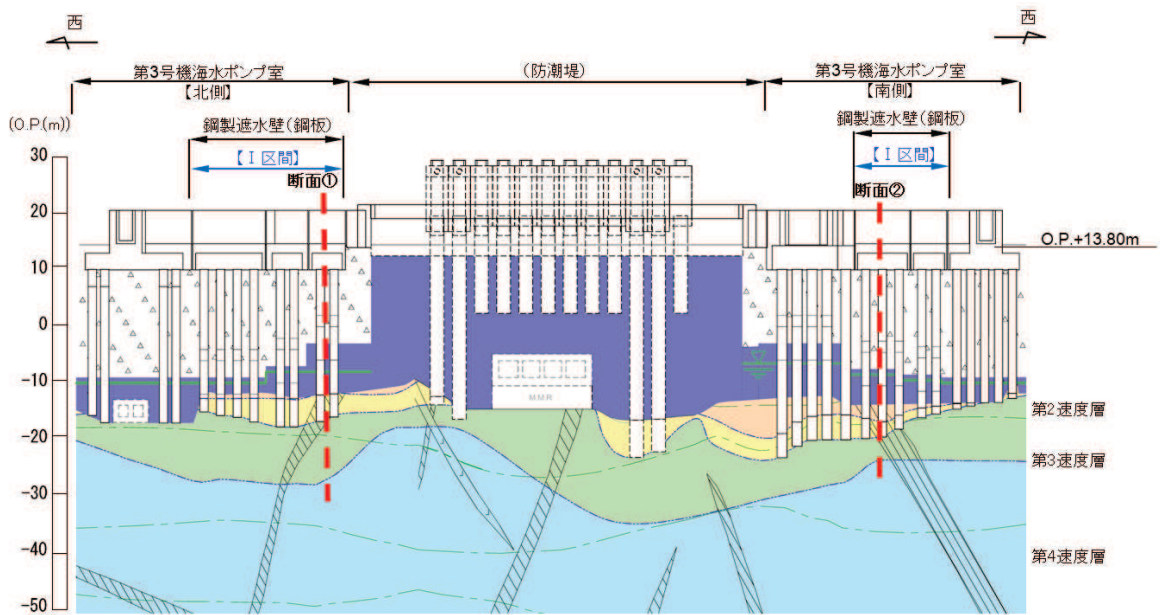 西
西
第3号機海水ポンプ室
【北側】
(防潮堤)
第3号機海水ポンプ室
【南側】
(O.P.(m))
鋼製遮水壁(鋼板)
【Ⅰ区間】
断面①
鋼製遮水壁(鋼板)
【Ⅰ区間】
断面②
30
20
10
0
-10
-20
-30
-40
-50
O.P.+13.80m
MMR
第2速度層
第3速度層
第4速度層